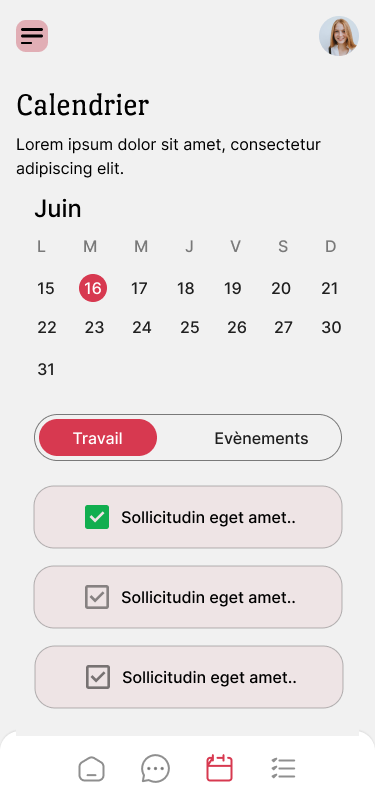 Calendrier
Lorem ipsum dolor sit amet, consectetur
adipiscing elit.
Juin
L M M J V S D
15 16 17 18 19 20 21
22 23 24 25 26 27 30
31
Travail Evènements
Sollicitudin eget amet..
Sollicitudin eget amet..
Sollicitudin eget amet..